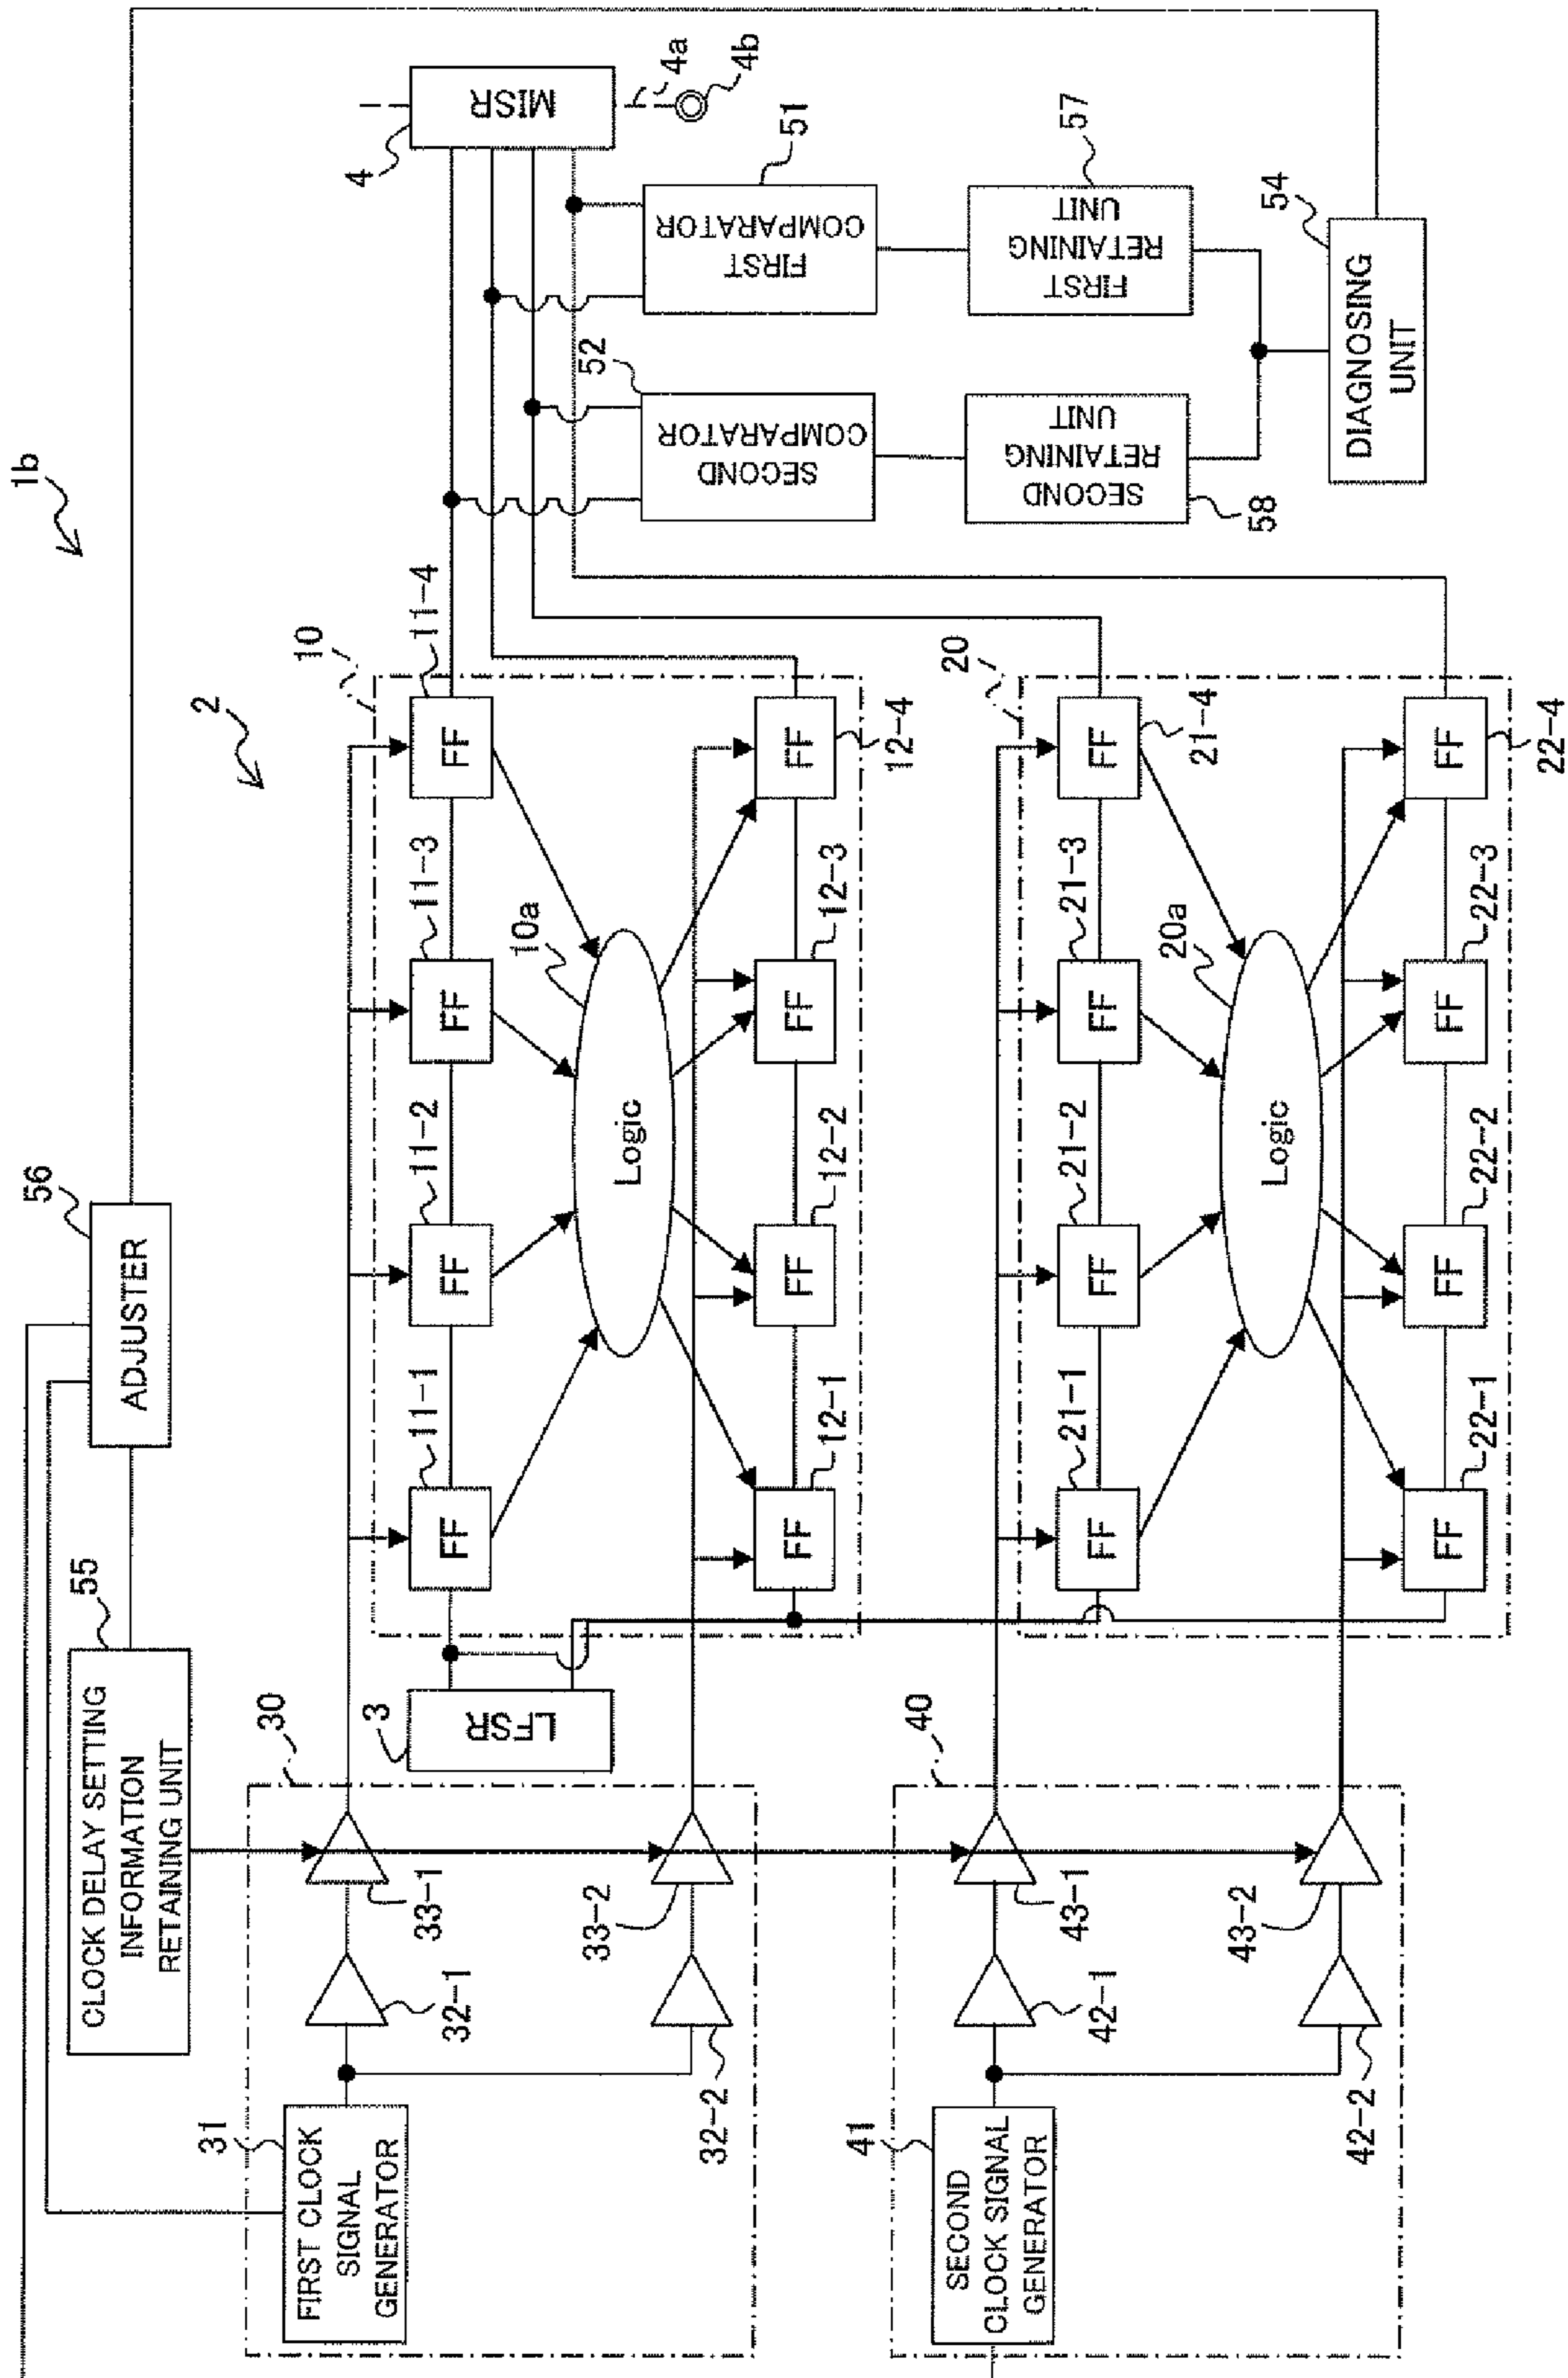 1b
56
ADJUSTER
55
CLOCK DELAY SETTING
INFORMATION
RETAINING UNIT
2
30
31
FIRST CLOCK
SIGNAL
GENERATOR
32-1
33-1
32-2
33-2
3
LFSR
10
11-1
11-2
11-3
11-4
FF
FF
FF
FF
10a
Logic
FF
FF
FF
FF
12-1
12-2
12-3
12-4
40
41
SECOND
CLOCK SIGNAL
GENERATOR
42-1
43-1
42-2
43-2
20
21-1
21-2
21-3
21-4
FF
FF
FF
FF
20a
Logic
FF
FF
FF
FF
22-1
22-2
22-3
22-4
4
MISR
4a
4b
51
FIRST
COMPARATOR
52
SECOND
COMPARATOR
57
FIRST
RETAINING
UNIT
58
SECOND
RETAINING
UNIT
54
DIAGNOSING
UNIT